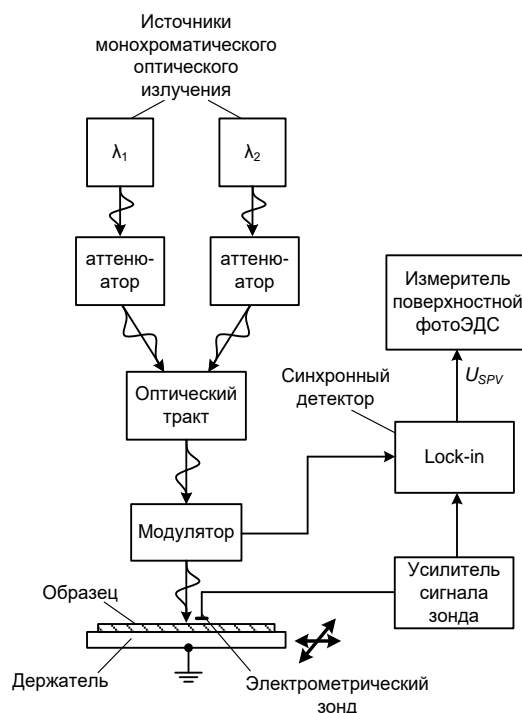 Источники
монохроматического
оптического
излучения
λ1
λ2
аттеню-
атор
аттеню-
атор
Измеритель
поверхностной
фотоЭДС
Оптический
тракт
Синхронный
детектор
USPV
Lock-in
Модулятор
Образец
Усилитель
сигнала
зонда
Держатель
Электрометрический
зонд